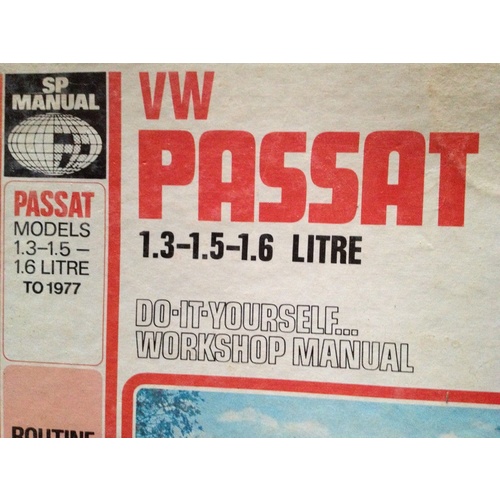 SP
MANUAL
PASSAT
MODELS
1.3–1.5–
1.6 LITRE
TO 1977
ROUTINE
VW
PASSAT
1.3–1.5–1.6 LITRE
DO·IT·YOURSELF...
WORKSHOP MANUAL